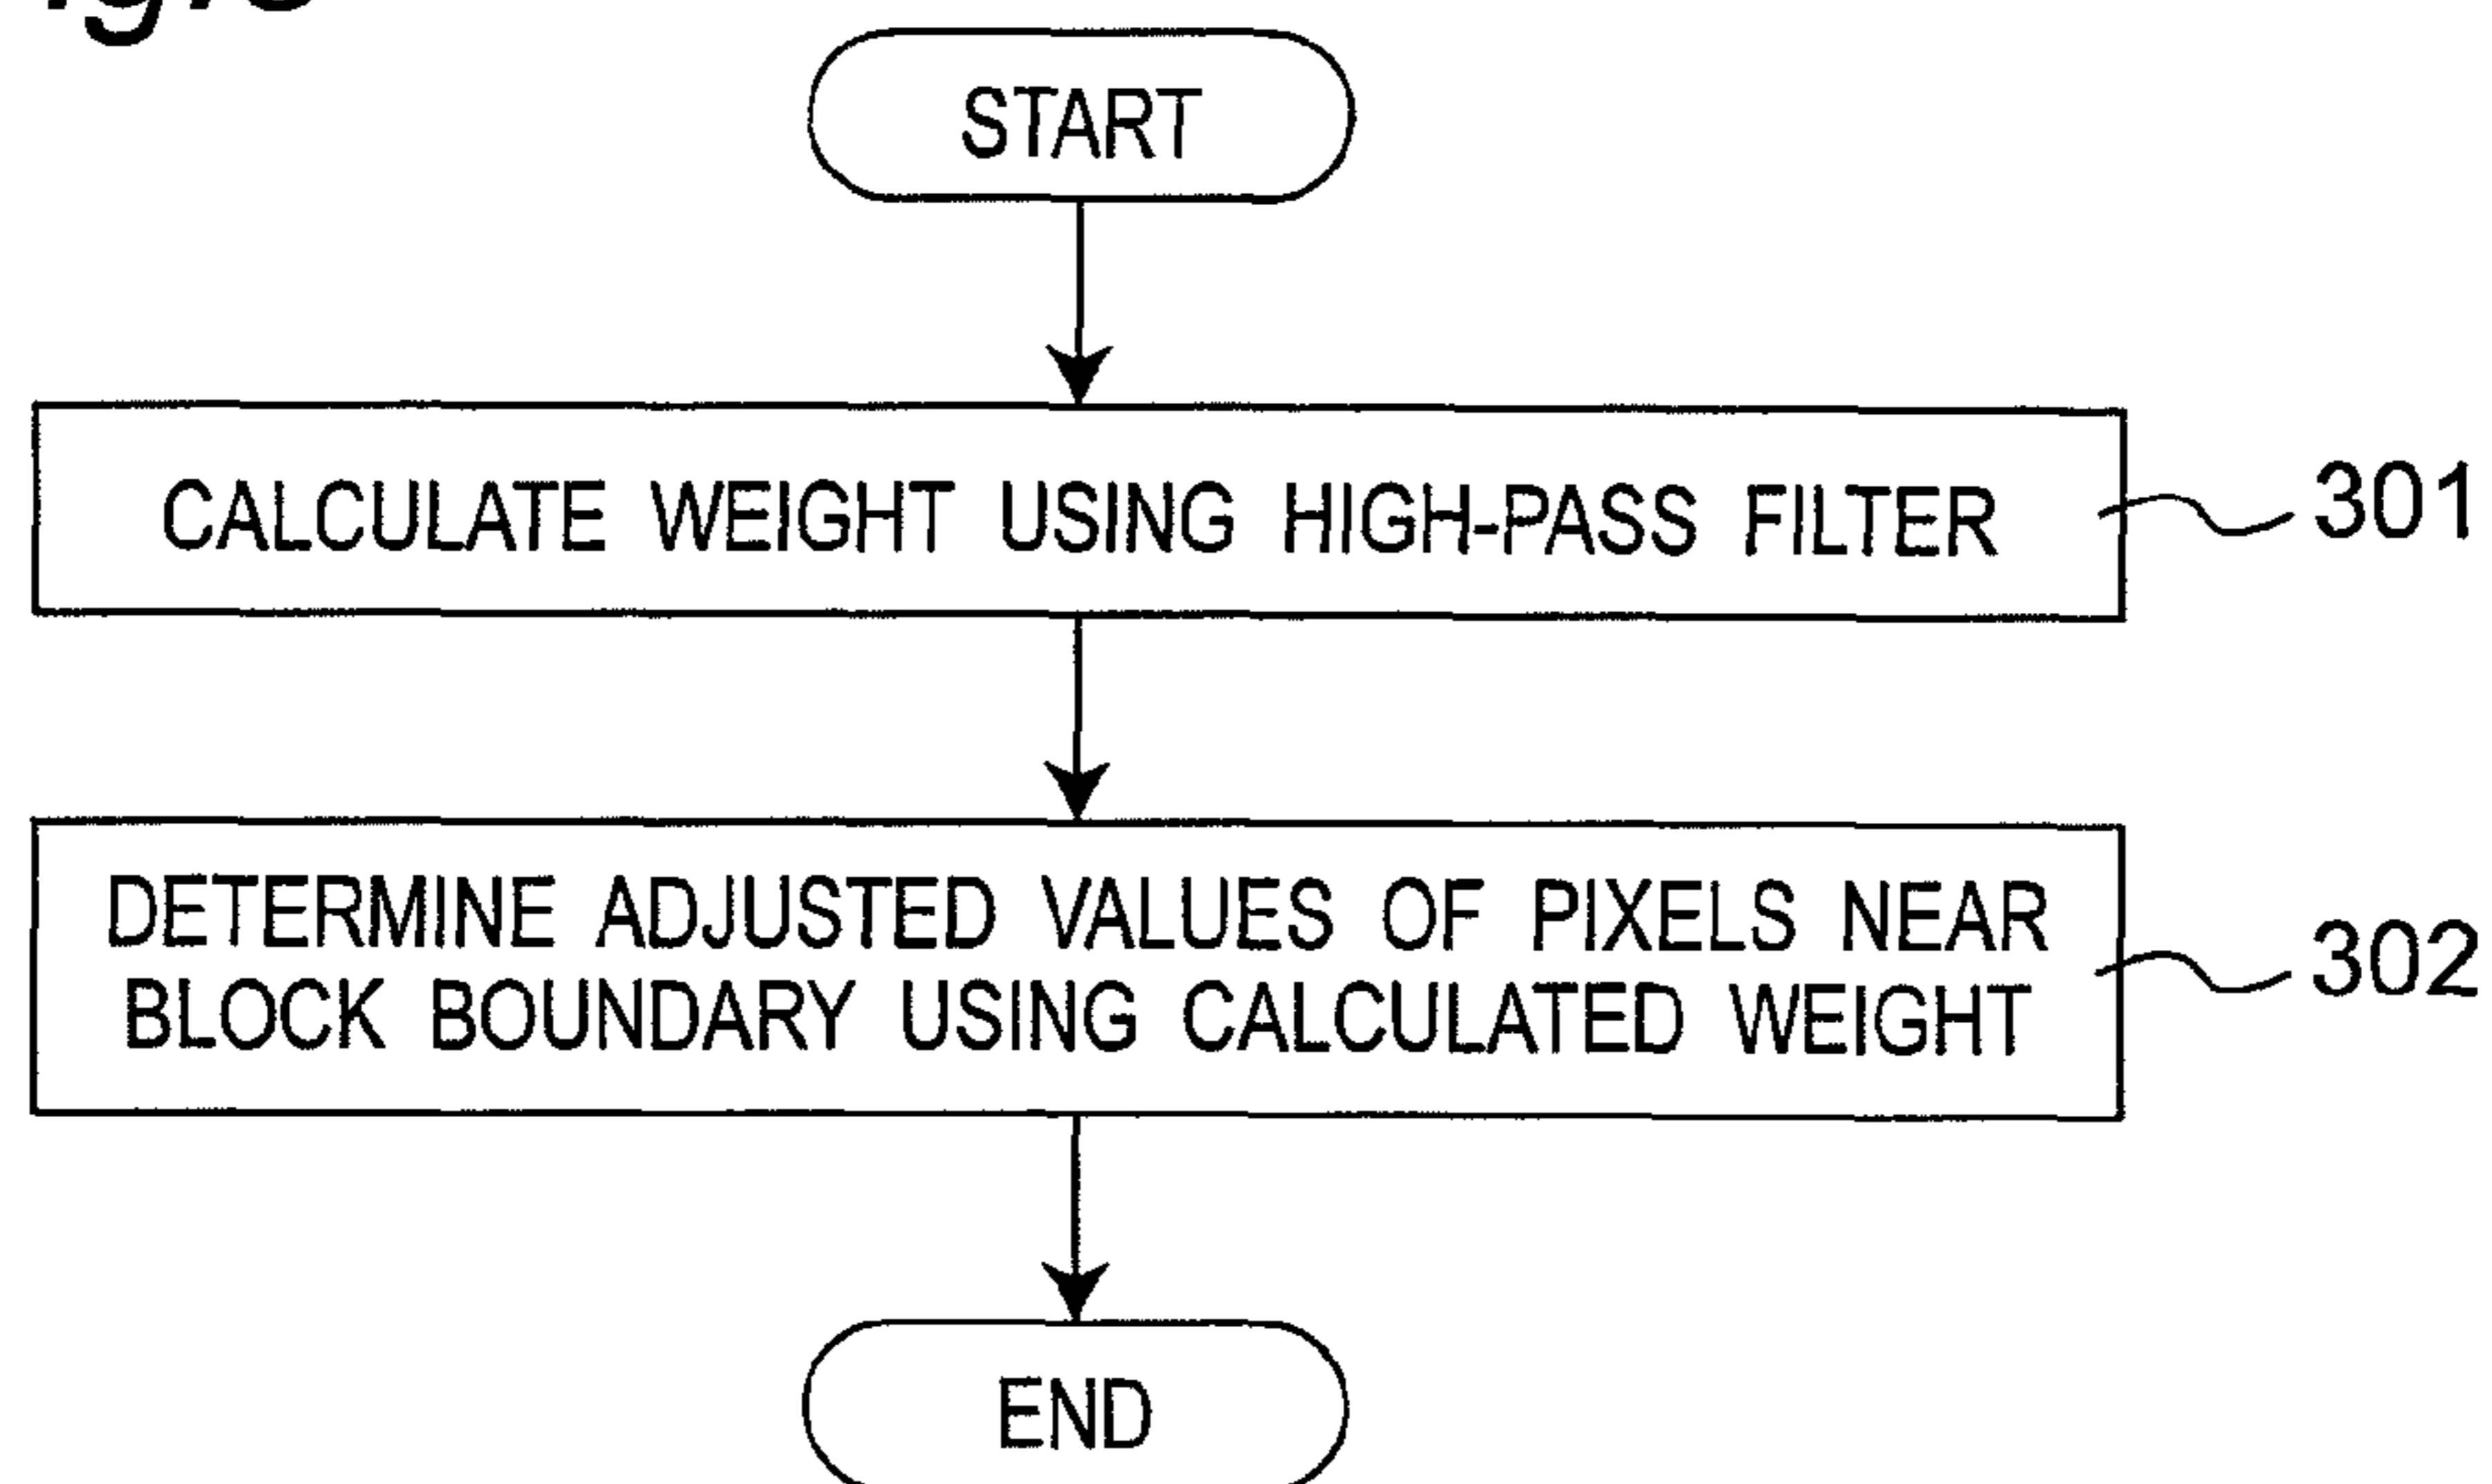 START
CALCULATE WEIGHT USING HIGH-PASS FILTER
301
DETERMINE ADJUSTED VALUES OF PIXELS NEAR
BLOCK BOUNDARY USING CALCULATED WEIGHT
302
END